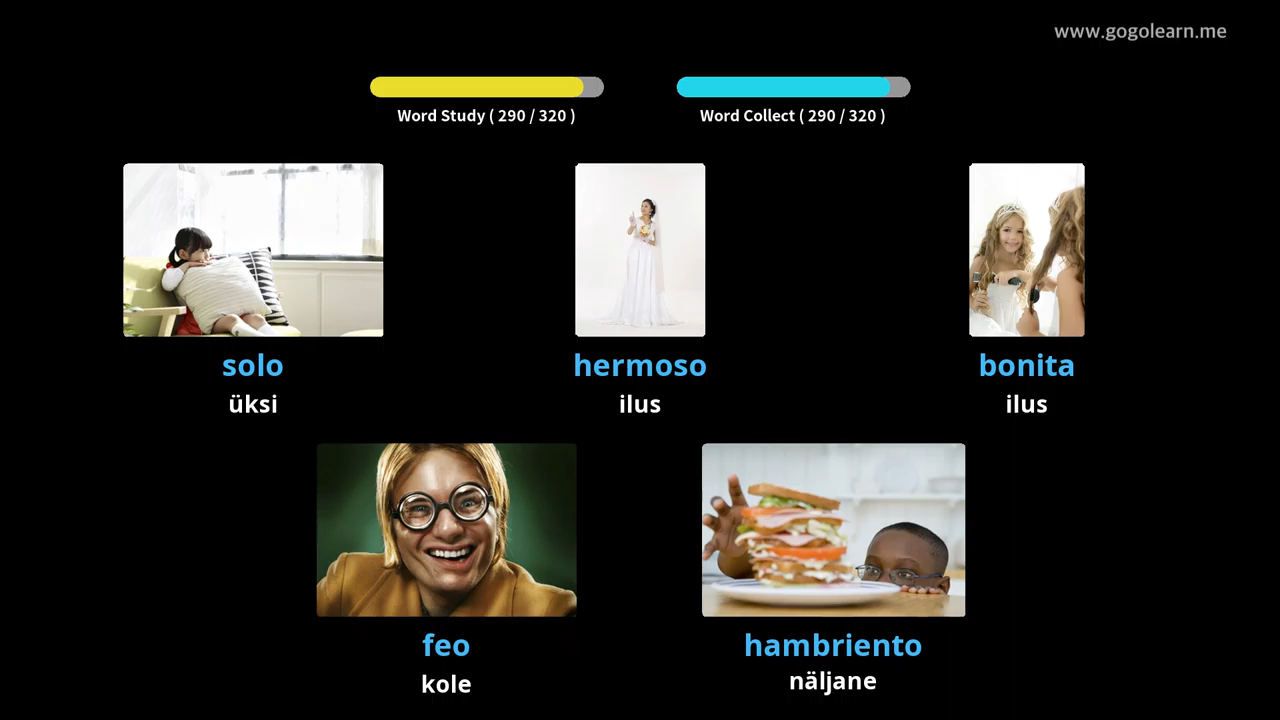 www.gogolearn.me
Word Study ( 290 / 320 )
Word Collect ( 290 / 320 )
solo
üksi
hermoso
ilus
bonita
ilus
feo
kole
hambriento
näljane